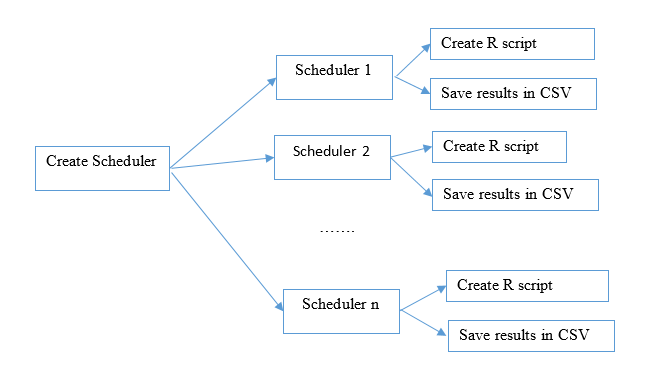 Create Scheduler
Scheduler 1
Create R script
Save results in CSV
Scheduler 2
Create R script
Save results in CSV
…….
Scheduler n
Create R script
Save results in CSV